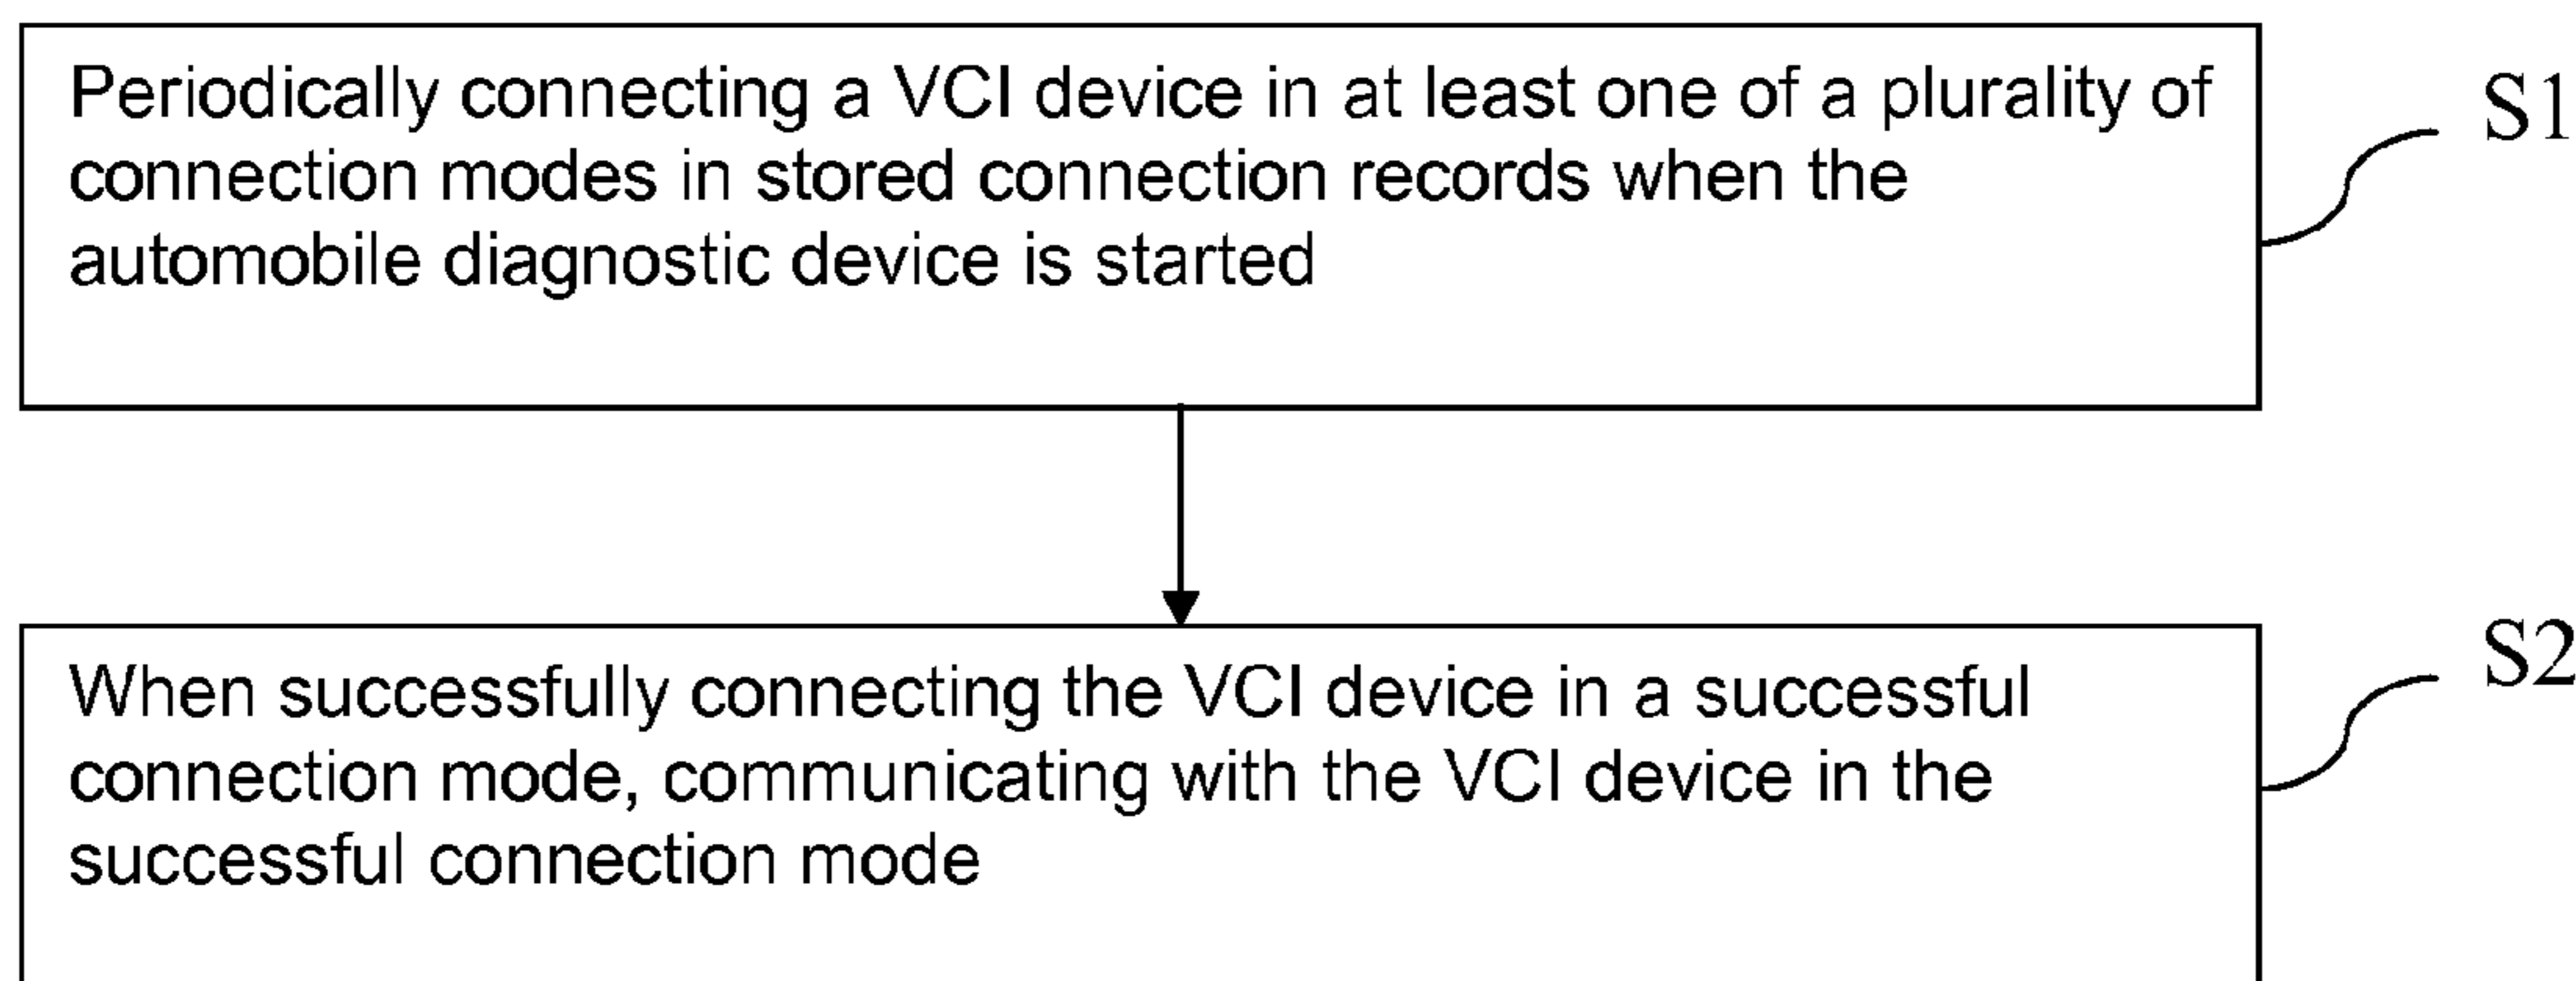 Periodically connecting a VCI device in at least one of a plurality of
connection modes in stored connection records when the
automobile diagnostic device is started
S1
When successfully connecting the VCI device in a successful
connection mode, communicating with the VCI device in the
successful connection mode
S2